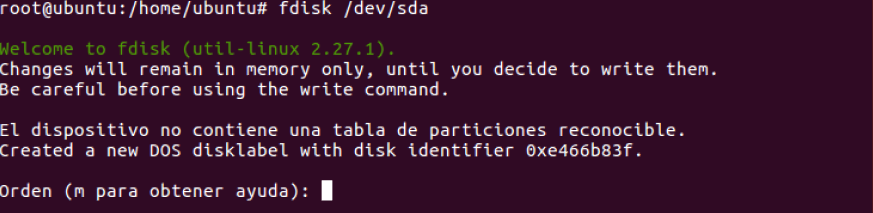 root@ubuntu:/home/ubuntu# fdisk /dev/sda
Welcome to fdisk (util-linux 2.27.1).
Changes will remain in memory only, until you decide to write them.
Be careful before using the write command.
El dispositivo no contiene una tabla de particiones reconocible.
Created a new DOS disklabel with disk identifier 0xe466b83f.
Orden (m para obtener ayuda):